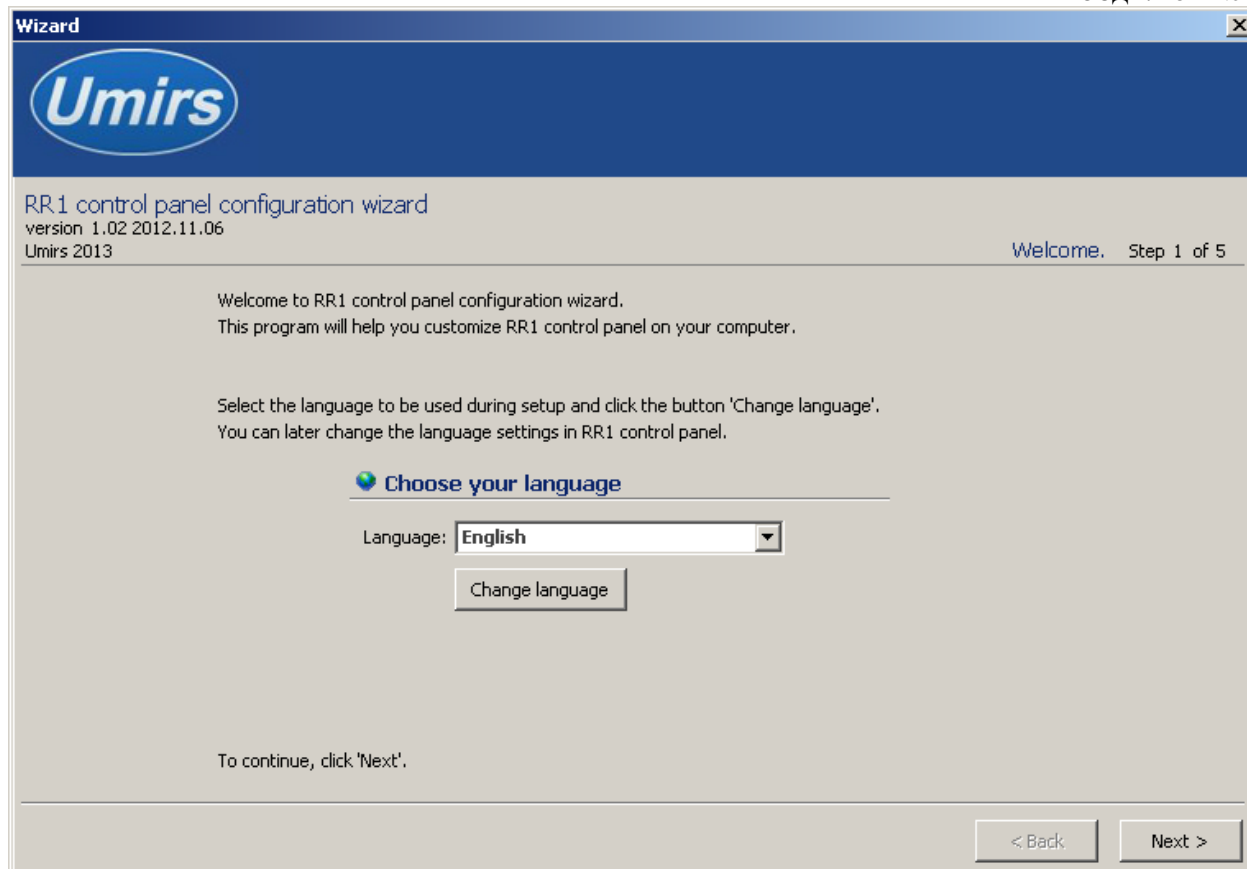 Wizard
Umirs
RR1 control panel configuration wizard
version 1.02 2012.11.06
Umirs 2013
Welcome. Step 1 of 5
Welcome to RR1 control panel configuration wizard.
This program will help you customize RR1 control panel on your computer.
Select the language to be used during setup and click the button 'Change language'.
You can later change the language settings in RR1 control panel.
Choose your language
Language: English
Change language
To continue, click 'Next'.
< Back Next >